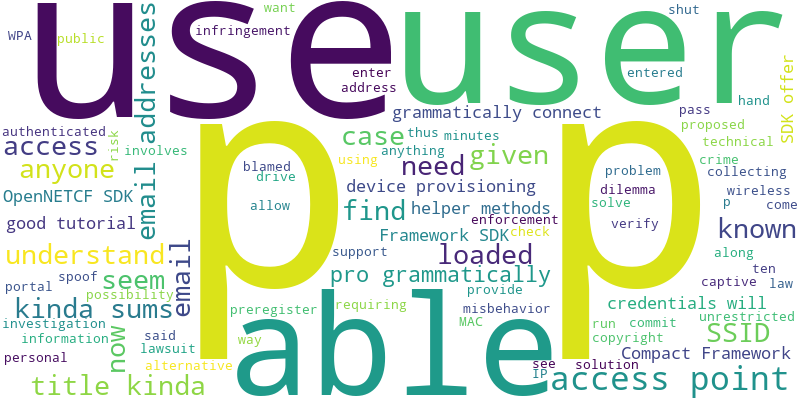 use
user
p p
able
want
shut
WPA
public
infringement
email addresses
enter
address
entered
SDK offer
grammatically connect
hand
pass
authenticated
access
risk
involves
case
thus
minutes
proposed
technical
anyone
anything
using
need
given
crime
blamed
drive
device provisioning
problem
collecting
OpenNETCF SDK
allow
find
helper methods
dilemma
solve
wireless
p
come
good tutorial
enforcement
verify
known
Framework SDK
check
understand
email
support
loaded
along
ten
spoof
seem
pro grammatically
provide
captive
law
portal
possibility
kinda sums
preregister
requiring
misbehavior
credentials will
investigation
information
now
said
way
MAC
run
commit
unrestricted
copyright
SSID
personal
lawsuit
alternative
see
solution
Compact Framework
IP
title kinda
access point